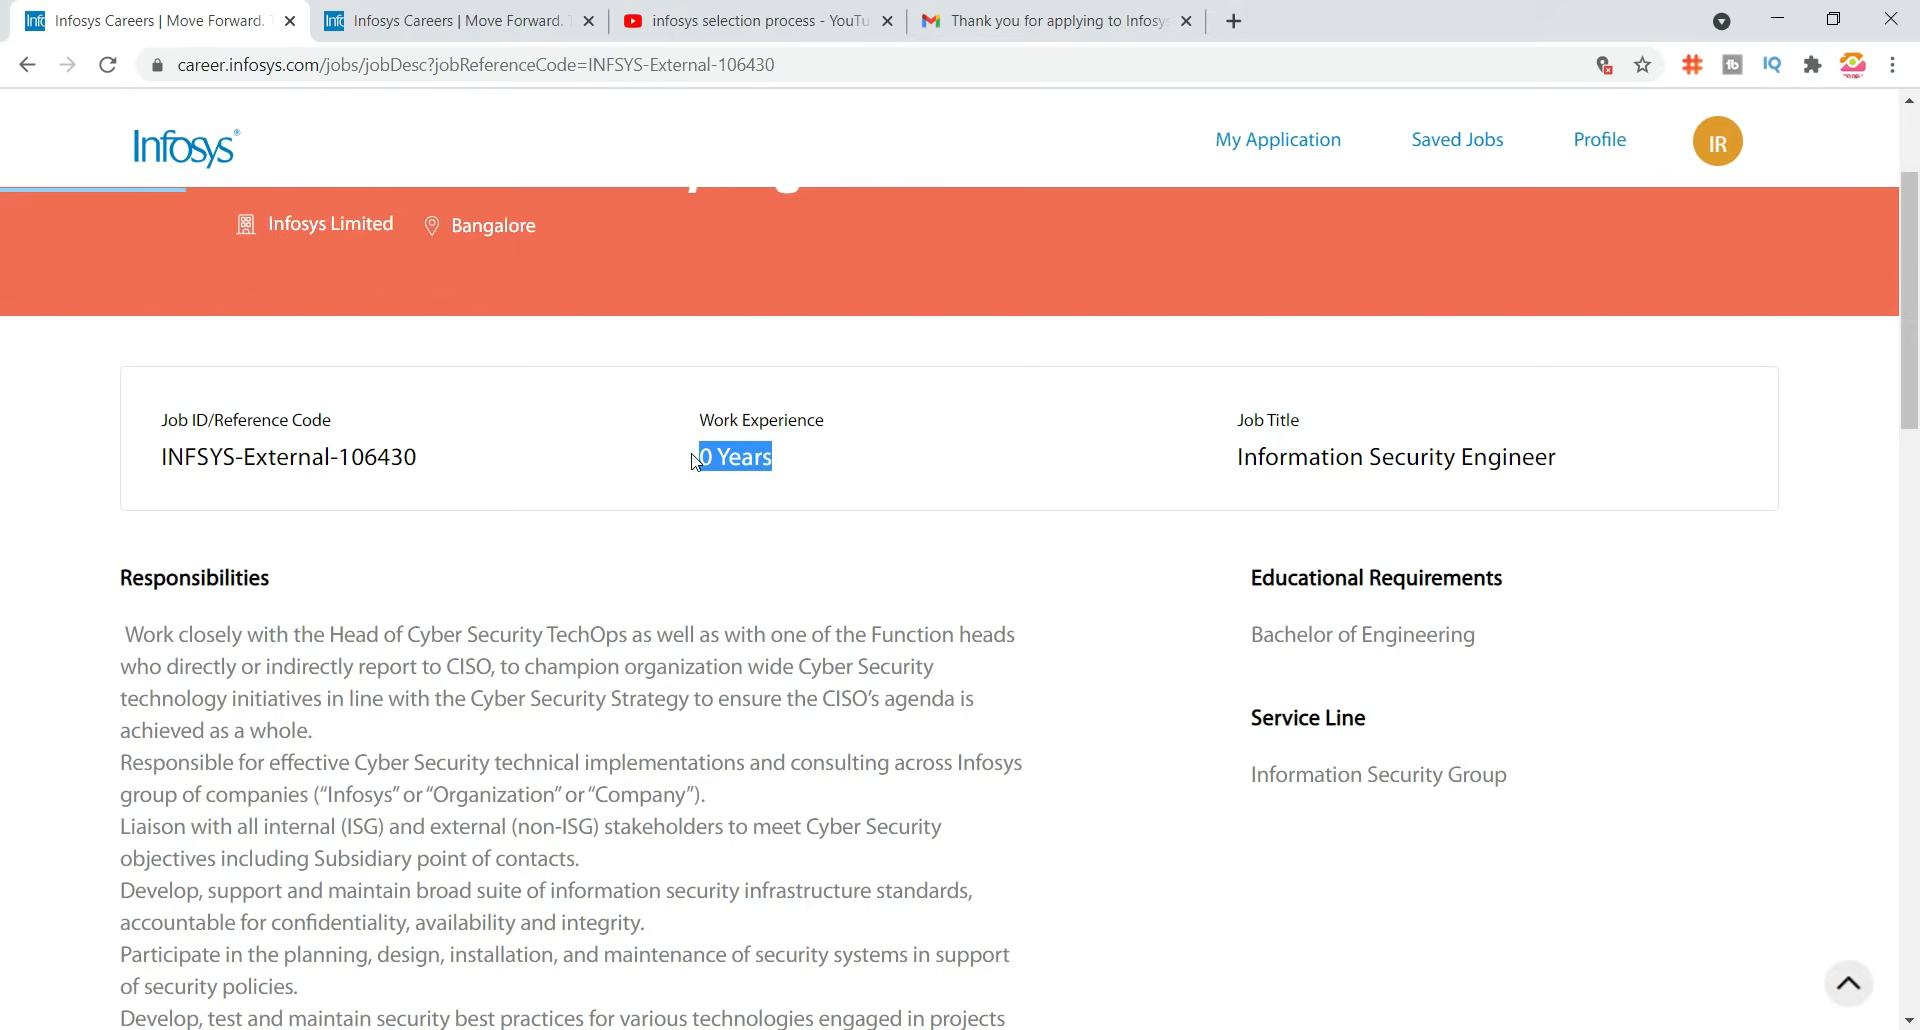 Infosys Careers | Move Forward.
Infosys Careers | Move Forward.
infosys selection process - YouTu
Thank you for applying to Infosys
career.infosys.com/jobs/jobDesc?jobReferenceCode=INFSYS-External-106430
Infosys®
My Application
Saved Jobs
Profile
IR
Infosys Limited
Bangalore
Job ID/Reference Code
Work Experience
Job Title
INFSYS-External-106430
0 Years
Information Security Engineer
Responsibilities
Work closely with the Head of Cyber Security TechOps as well as with one of the Function heads
who directly or indirectly report to CISO, to champion organization wide Cyber Security
technology initiatives in line with the Cyber Security Strategy to ensure the CISO’s agenda is
achieved as a whole.
Responsible for effective Cyber Security technical implementations and consulting across Infosys
group of companies (“Infosys” or “Organization” or “Company”).
Liaison with all internal (ISG) and external (non-ISG) stakeholders to meet Cyber Security
objectives including Subsidiary point of contacts.
Develop, support and maintain broad suite of information security infrastructure standards,
accountable for confidentiality, availability and integrity.
Participate in the planning, design, installation, and maintenance of security systems in support
of security policies.
Develop, test and maintain security best practices for various technologies engaged in projects
Educational Requirements
Bachelor of Engineering
Service Line
Information Security Group